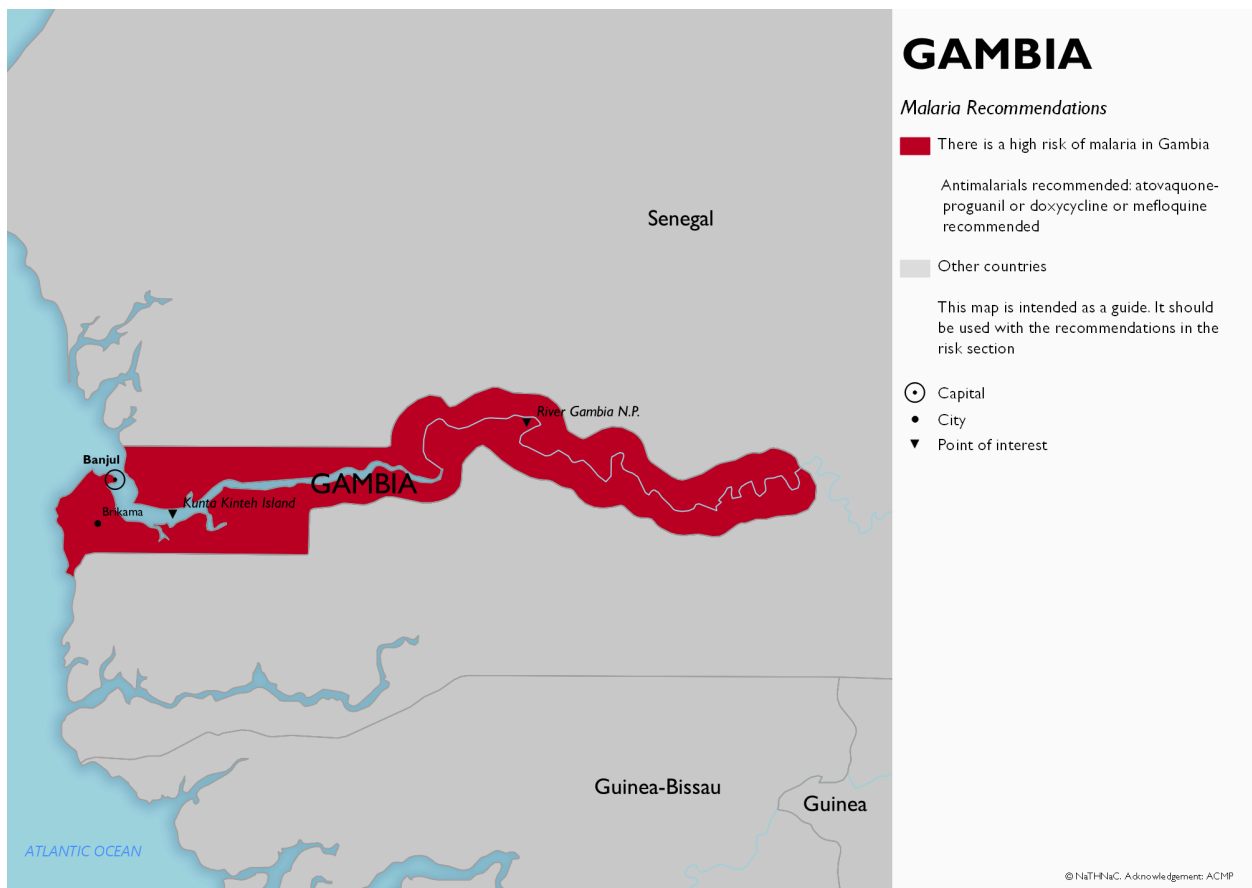 GAMBIA
Malaria Recommendations
There is a high risk of malaria in Gambia
Antimalarials recommended: atovaquone-
proguanil or doxycycline or mefloquine
recommended
Other countries
This map is intended as a guide. It should
be used with the recommendations in the
risk section
Capital
City
Point of interest
Senegal
River Gambia N.P.
Banjul
GAMBIA
Kunta Kinteh Island
Brikama
Guinea-Bissau
Guinea
ATLANTIC OCEAN
© NaTHNaC. Acknowledgement: ACMP